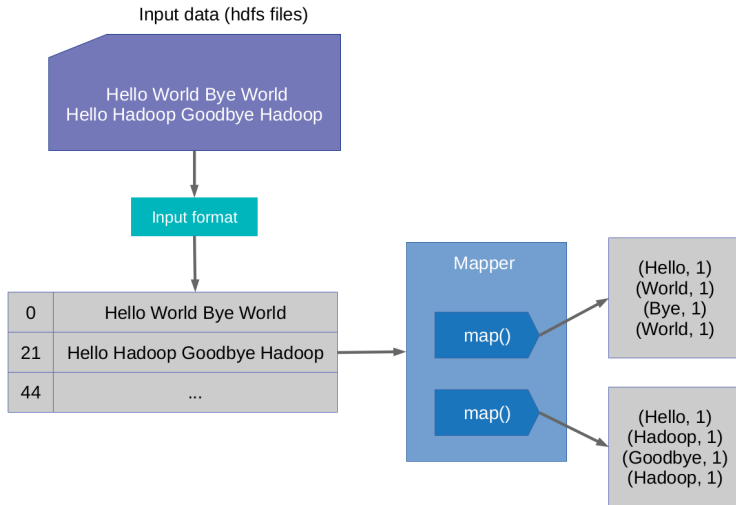 Input data (hdfs files)
Hello World Bye World
Hello Hadoop Goodbye Hadoop
Input format
0 Hello World Bye World
21 Hello Hadoop Goodbye Hadoop
44 ...
Mapper
map()
map()
(Hello, 1)
(World, 1)
(Bye, 1)
(World, 1)
(Hello, 1)
(Hadoop, 1)
(Goodbye, 1)
(Hadoop, 1)